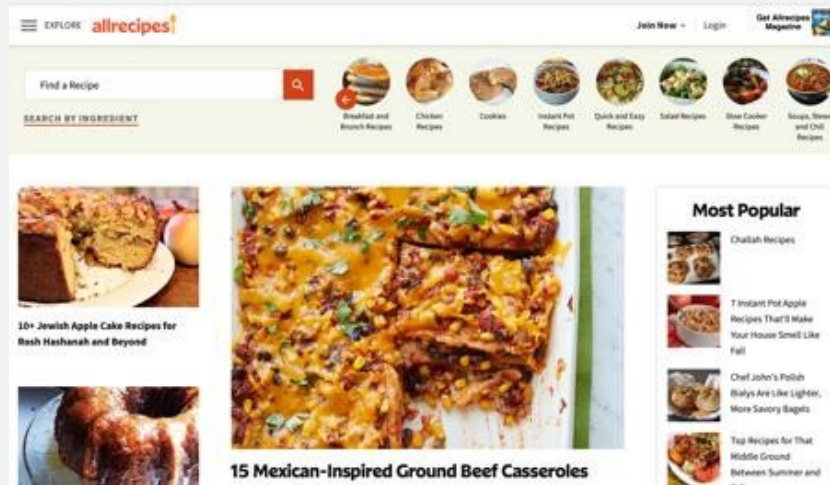 EXPLORE
allrecipes
Join Now
Login
Get Allrecipes
Magazine
Find a Recipe
SEARCH BY INGREDIENT
Breakfast and
Brunch Recipes
Chicken
Recipes
Cookies
Instant Pot
Recipes
Quick and Easy
Recipes
Salad Recipes
Slow Cooker
Recipes
Soups, Stews
and Chili
Recipes
10+ Jewish Apple Cake Recipes for
Rosh Hashanah and Beyond
15 Mexican-Inspired Ground Beef Casseroles
Most Popular
Challah Recipes
7 Instant Pot Apple
Recipes That'll Make
Your House Smell Like
Fall
Chef John's Polish
Bialys Are Like Lighter,
More Savory Bagels
Top Recipes for That
Middle Ground
Between Summer and